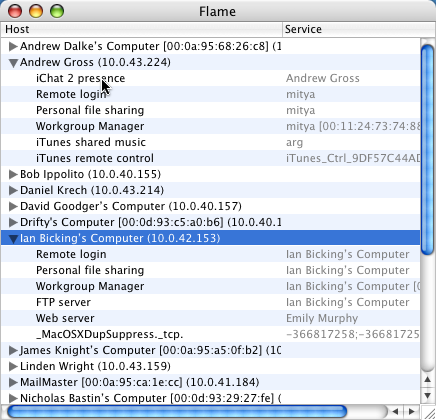 Flame
Host Service
Andrew Dalke's Computer [00:0a:95:68:26:c8] (1
Andrew Gross (10.0.43.224)
iChat 2 presence Andrew Gross
Remote login mitya
Personal file sharing mitya
Workgroup Manager mitya [00:11:24:73:74:88
iTunes shared music arg
iTunes remote control iTunes_Ctrl_9DF57C44AD
Bob Ippolito (10.0.40.155)
Daniel Krech (10.0.43.214)
David Goodger's Computer (10.0.40.157)
Drifty's Computer [00:0d:93:c5:a0:b6] (10.0.40.1
Ian Bicking's Computer (10.0.42.153)
Remote login Ian Bicking's Computer
Personal file sharing Ian Bicking's Computer
Workgroup Manager Ian Bicking's Computer [0
FTP server Ian Bicking's Computer
Web server Emily Murphy
_MacOSXDupSuppress._tcp. –366817258;–36681725
James Knight's Computer [00:0a:95:a5:0f:b2] (10
Linden Wright (10.0.43.159)
MailMaster [00:0a:95:ca:1e:cc] (10.0.41.184)
Nicholas Bastin's Computer [00:0d:93:29:27:fe] (